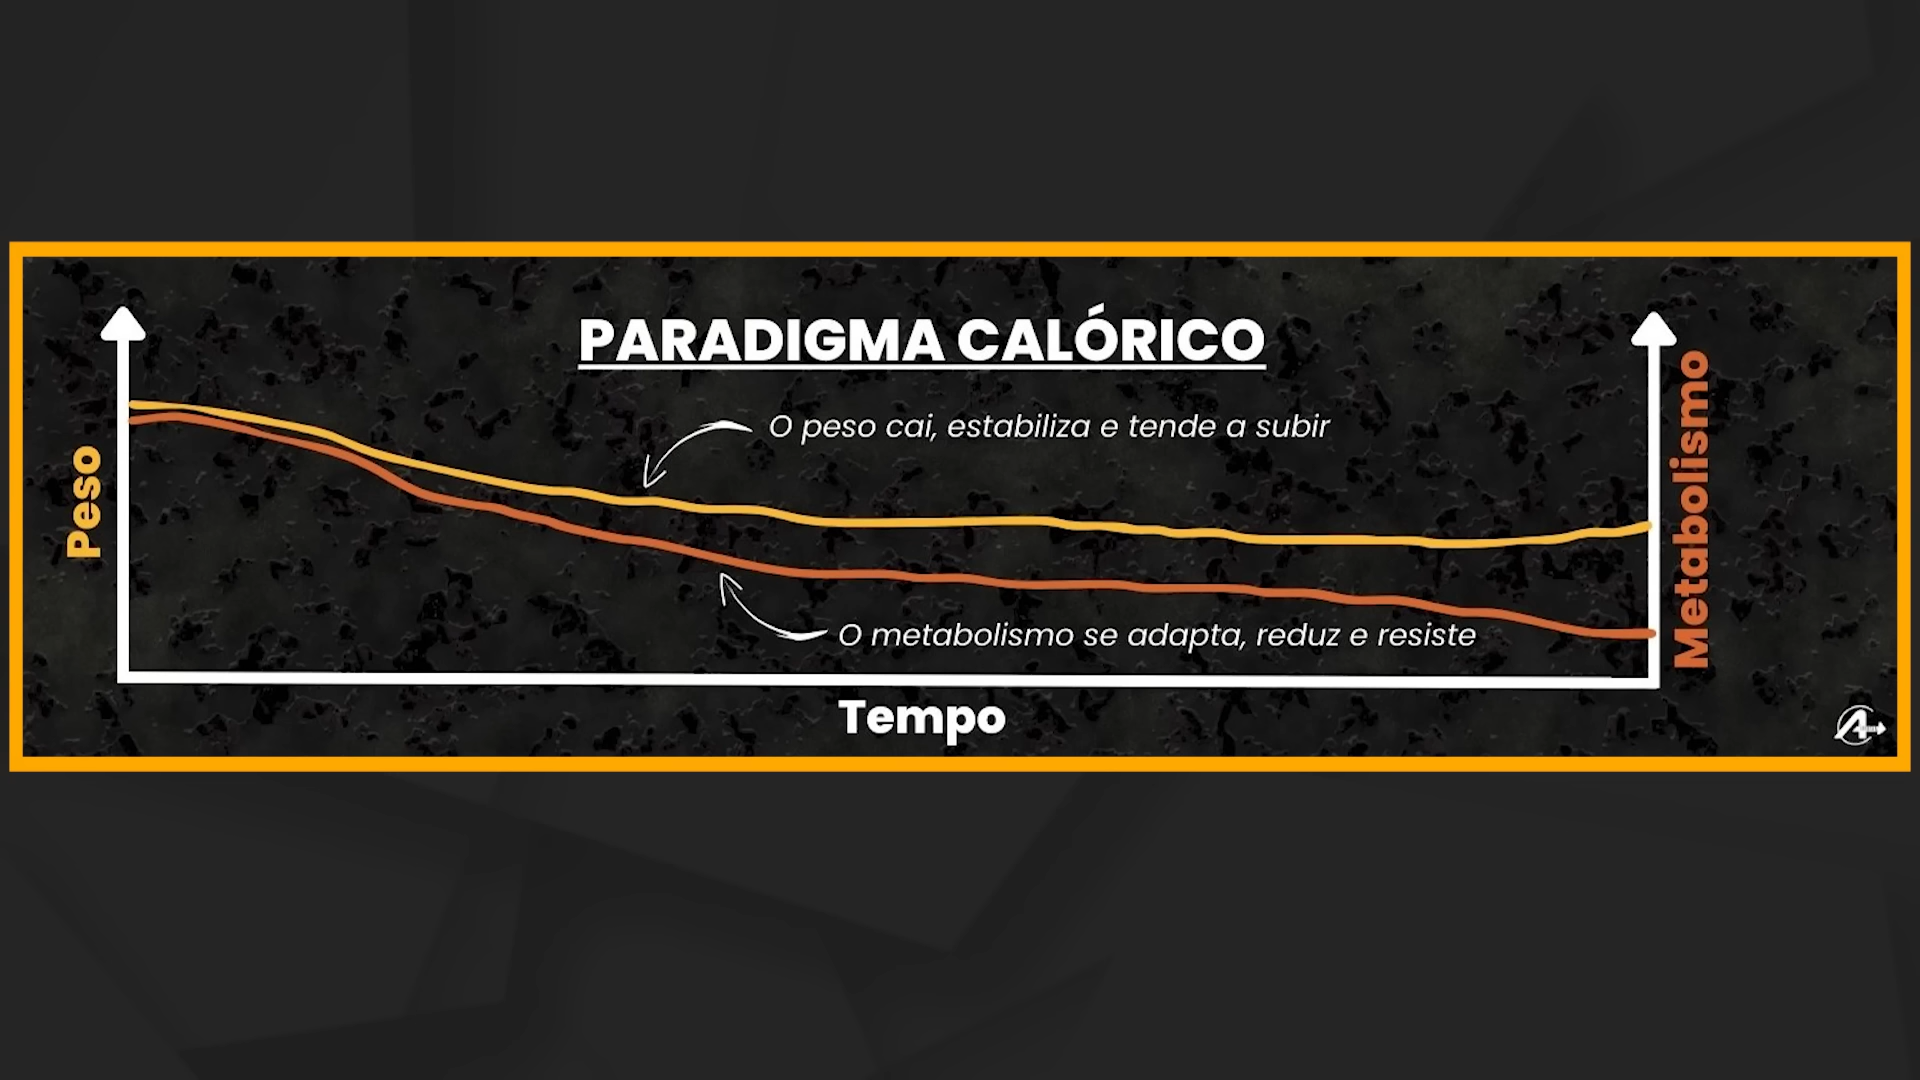 PARADIGMA CALÓRICO
O peso cai, estabiliza e tende a subir
Peso
Metabolismo
O metabolismo se adapta, reduz e resiste
Tempo